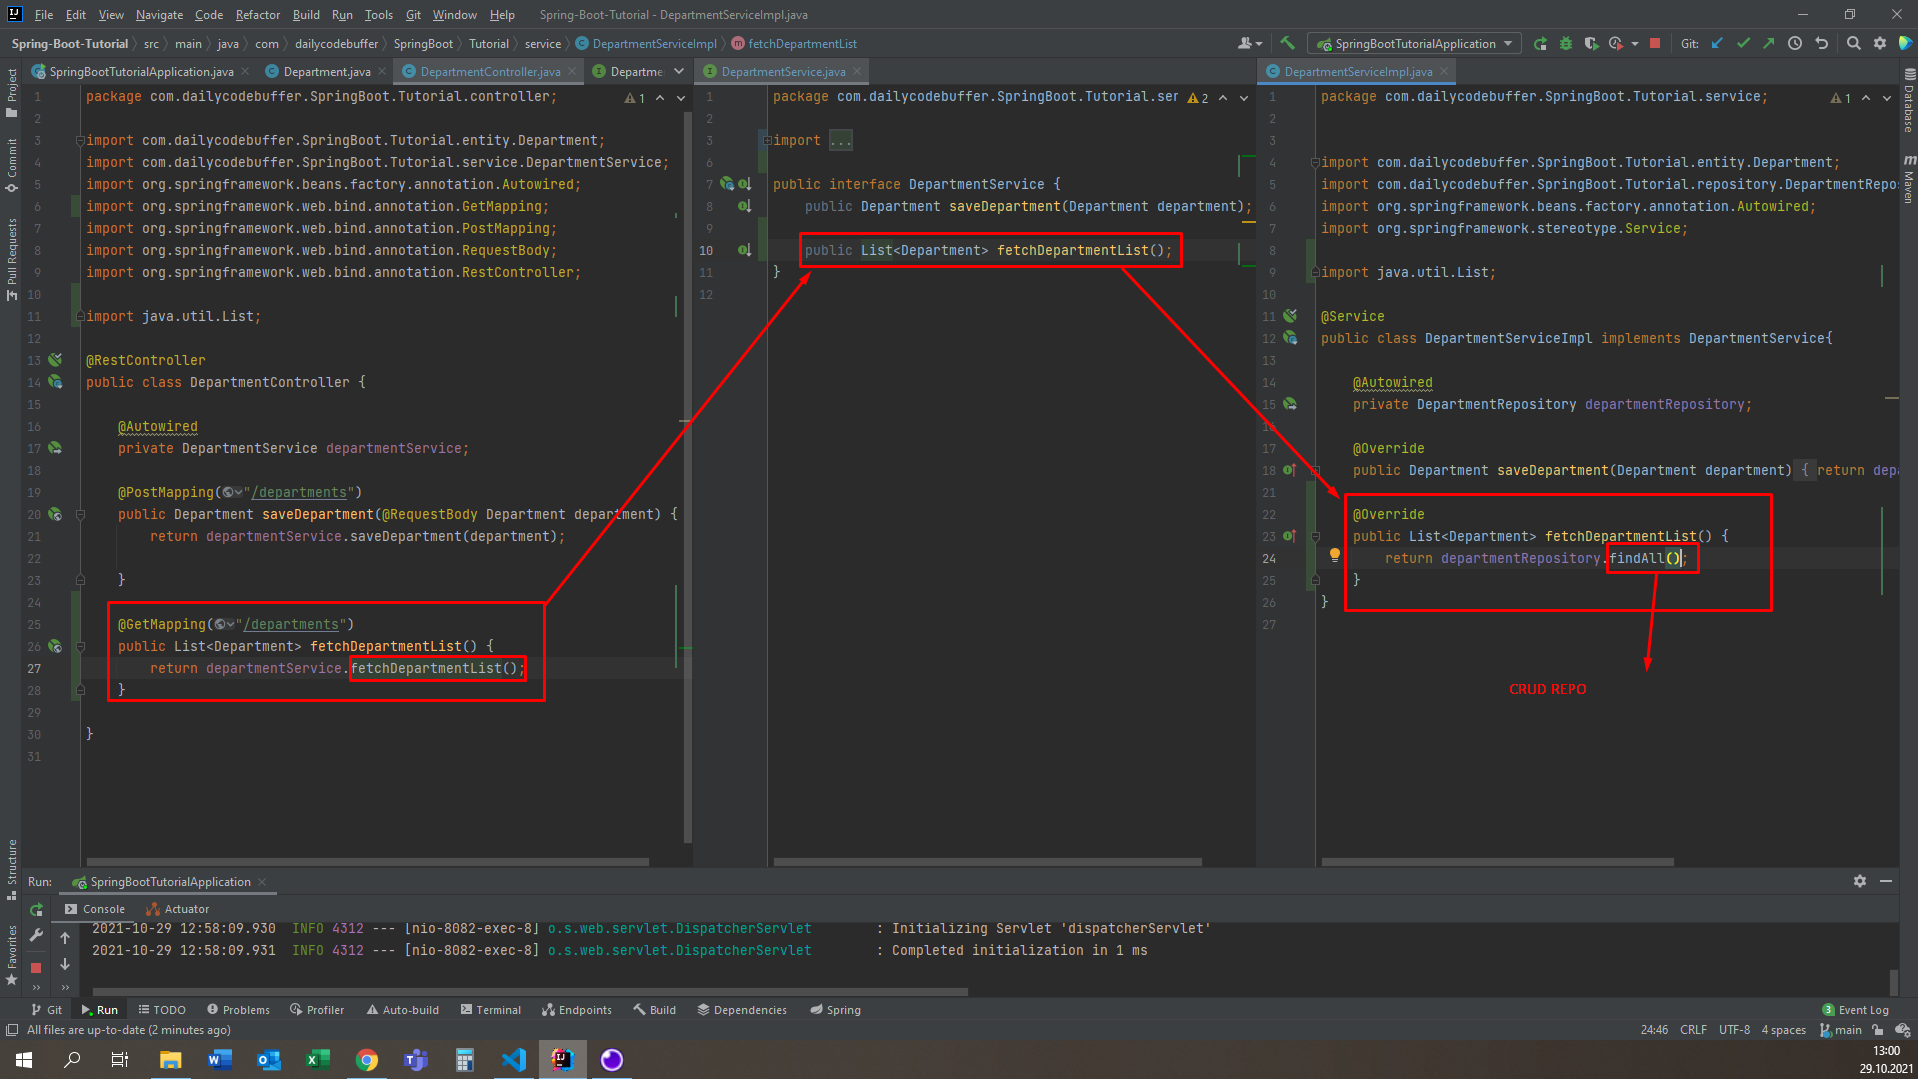 File Edit View Navigate Code Refactor Build Run Tools Git Window Help Spring-Boot-Tutorial - DepartmentServiceImpl.java
Spring-Boot-Tutorial src main java com dailycodebuffer SpringBoot Tutorial service DepartmentServiceImpl fetchDepartmentList SpringBootTutorialApplication Git:
SpringBootTutorialApplication.java Department.java DepartmentController.java Departme
1 package com.dailycodebuffer.SpringBoot.Tutorial.controller; 1
2
3 import com.dailycodebuffer.SpringBoot.Tutorial.entity.Department;
4 import com.dailycodebuffer.SpringBoot.Tutorial.service.DepartmentService;
5 import org.springframework.beans.factory.annotation.Autowired;
6 import org.springframework.web.bind.annotation.GetMapping;
7 import org.springframework.web.bind.annotation.PostMapping;
8 import org.springframework.web.bind.annotation.RequestBody;
9 import org.springframework.web.bind.annotation.RestController;
10
11 import java.util.List;
12
13 @RestController
14 public class DepartmentController {
15
16 @Autowired
17 private DepartmentService departmentService;
18
19 @PostMapping("/departments")
20 public Department saveDepartment(@RequestBody Department department) {
21 return departmentService.saveDepartment(department);
22
23 }
24
25 @GetMapping("/departments")
26 public List<Department> fetchDepartmentList() {
27 return departmentService.fetchDepartmentList();
28 }
29
30 }
31
DepartmentService.java
1 package com.dailycodebuffer.SpringBoot.Tutorial.ser 2
2
3 import ...
6
7 public interface DepartmentService {
8 public Department saveDepartment(Department department);
9
10 public List<Department> fetchDepartmentList();
11 }
12
DepartmentServiceImpl.java
1 package com.dailycodebuffer.SpringBoot.Tutorial.service; 1
2
3
4 import com.dailycodebuffer.SpringBoot.Tutorial.entity.Department;
5 import com.dailycodebuffer.SpringBoot.Tutorial.repository.DepartmentRepos
6 import org.springframework.beans.factory.annotation.Autowired;
7 import org.springframework.stereotype.Service;
8
9 import java.util.List;
10
11 @Service
12 public class DepartmentServiceImpl implements DepartmentService{
13
14 @Autowired
15 private DepartmentRepository departmentRepository;
16
17 @Override
18 public Department saveDepartment(Department department) { return depa
21
22 @Override
23 public List<Department> fetchDepartmentList() {
24 return departmentRepository.findAll();
25 }
26 }
27
CRUD REPO
Project
Commit
Pull Requests
Structure
Favorites
Database
Maven
Run: SpringBootTutorialApplication
Console Actuator
2021-10-29 12:58:09.930 INFO 4312 --- [nio-8082-exec-8] o.s.web.servlet.DispatcherServlet : Initializing Servlet 'dispatcherServlet'
2021-10-29 12:58:09.931 INFO 4312 --- [nio-8082-exec-8] o.s.web.servlet.DispatcherServlet : Completed initialization in 1 ms
Git Run TODO Problems Profiler Auto-build Terminal Endpoints Build Dependencies Spring 3 Event Log
All files are up-to-date (2 minutes ago) 24:46 CRLF UTF-8 4 spaces main
13:00
29.10.2021